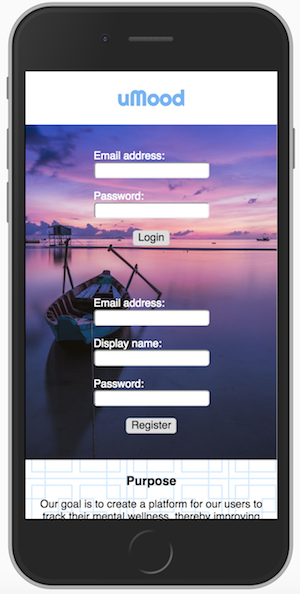 uMood
Email address:
Password:
Login
Email address:
Display name:
Password:
Register
Purpose
Our goal is to create a platform for our users to
track their mental wellness, thereby improving